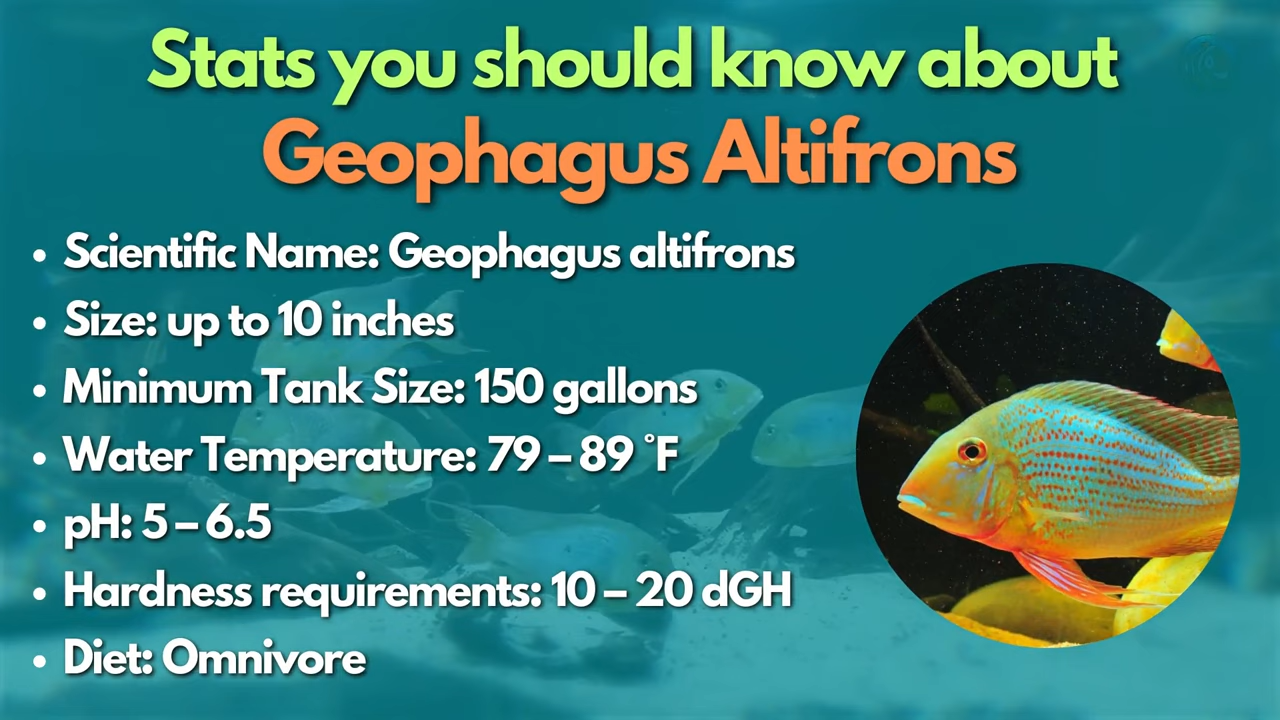 Stats you should know about
Geophagus Altifrons
• Scientific Name: Geophagus altifrons
• Size: up to 10 inches
• Minimum Tank Size: 150 gallons
• Water Temperature: 79 – 89 °F
• pH: 5 – 6.5
• Hardness requirements: 10 – 20 dGH
• Diet: Omnivore